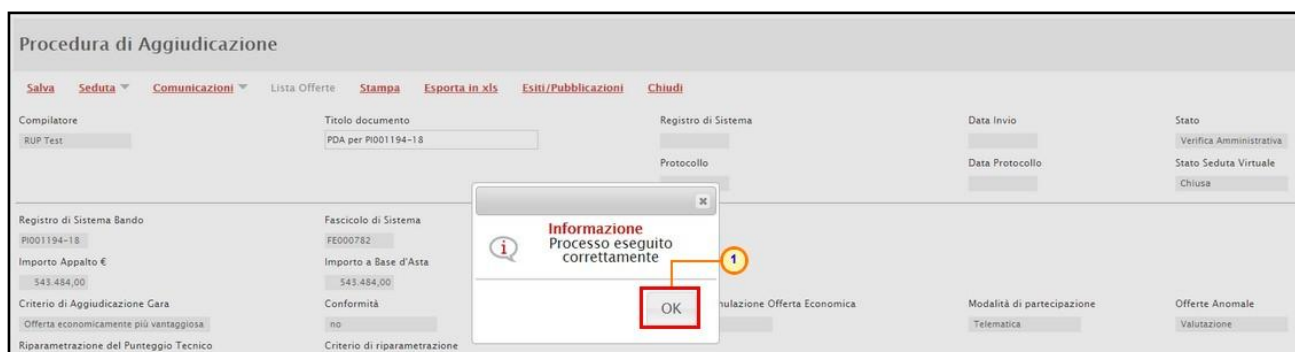 Procedura di Aggiudicazione
Salva Seduta Comunicazioni Lista Offerte Stampa Esporta in xls Esiti/Pubblicazioni Chiudi
Compilatore Titolo documento Registro di Sistema Data Invio Stato
RUP Test PDA per PI001194-18 Verifica Amministrativa
Protocollo Data Protocollo Stato Seduta Virtuale
Chiusa
Registro di Sistema Bando Fascicolo di Sistema
PI001194-18 FE000782
Informazione
Processo eseguito
correttamente
1
Importo Appalto € Importo a Base d'Asta
543.484,00 543.484,00
OK
Criterio di Aggiudicazione Gara Conformità mulazione Offerta Economica Modalità di partecipazione Offerte Anomale
Offerta economicamente più vantaggiosa no Telematica Valutazione
Riparametrazione del Punteggio Tecnico Criterio di riparametrazione